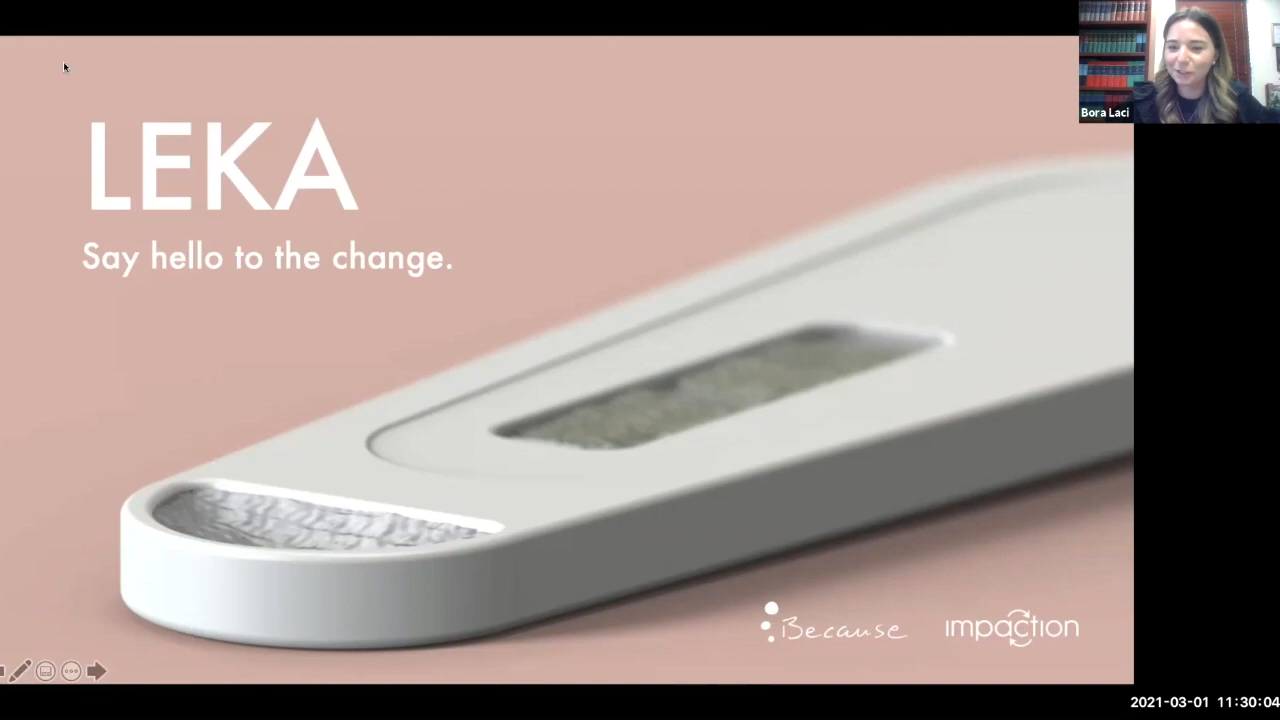 LEKA
Say hello to the change.
Bora Laci
Because
impaction
2021-03-01 11:30:04